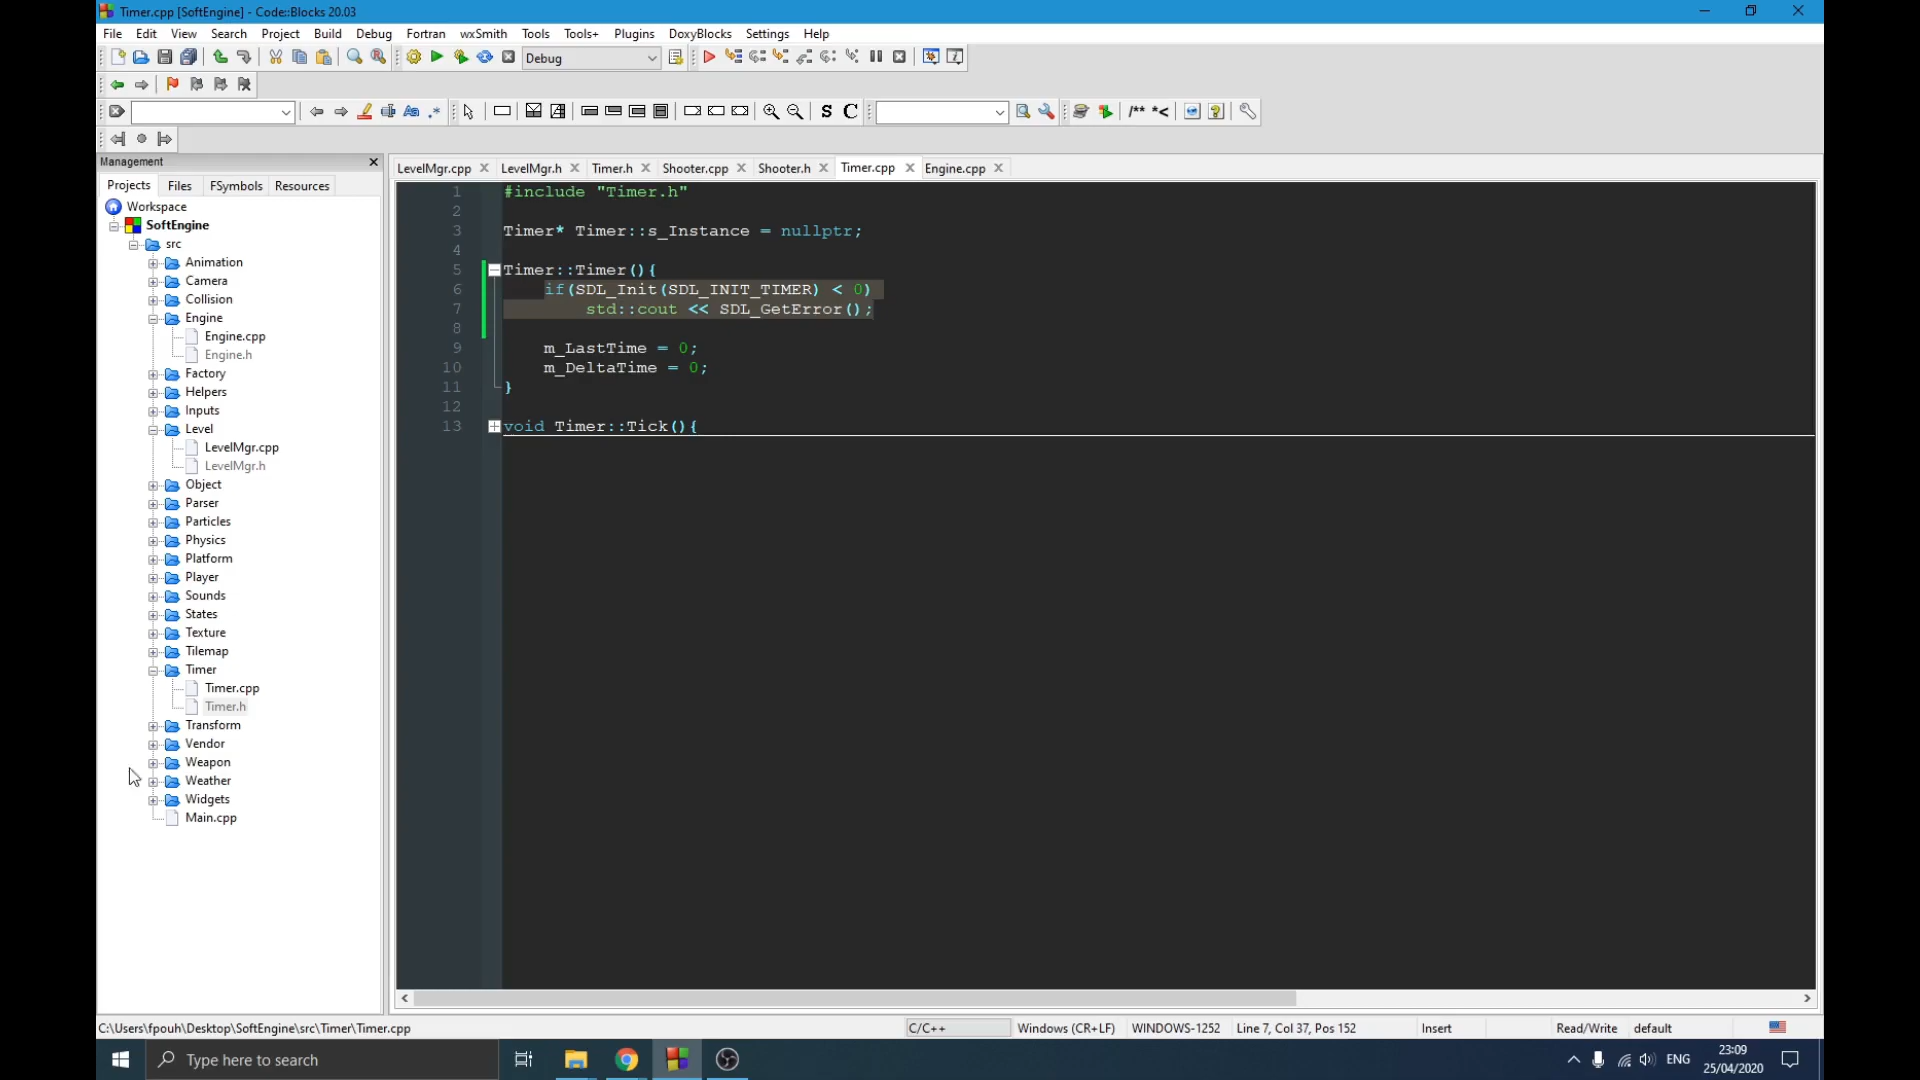 Timer.cpp [SoftEngine] - Code::Blocks 20.03
File Edit View Search Project Build Debug Fortran wxSmith Tools Tools+ Plugins DoxyBlocks Settings Help
Debug
S C /** *<
Management
Projects Files FSymbols Resources
LevelMgr.cpp LevelMgr.h Timer.h Shooter.cpp Shooter.h Timer.cpp Engine.cpp
Workspace
SoftEngine
src
Animation
Camera
Collision
Engine
Engine.cpp
Engine.h
Factory
Helpers
Inputs
Level
LevelMgr.cpp
LevelMgr.h
Object
Parser
Particles
Physics
Platform
Player
Sounds
States
Texture
Tilemap
Timer
Timer.cpp
Timer.h
Transform
Vendor
Weapon
Weather
Widgets
Main.cpp
1 #include "Timer.h"
2
3 Timer* Timer::s_Instance = nullptr;
4
5 Timer::Timer(){
6 if(SDL_Init(SDL_INIT_TIMER) < 0)
7 std::cout << SDL_GetError();
8
9 m_LastTime = 0;
10 m_DeltaTime = 0;
11 }
12
13 void Timer::Tick(){
C:\Users\fpouh\Desktop\SoftEngine\src\Timer\Timer.cpp C/C++ Windows (CR+LF) WINDOWS-1252 Line 7, Col 37, Pos 152 Insert Read/Write default
Type here to search
ENG
23:09
25/04/2020